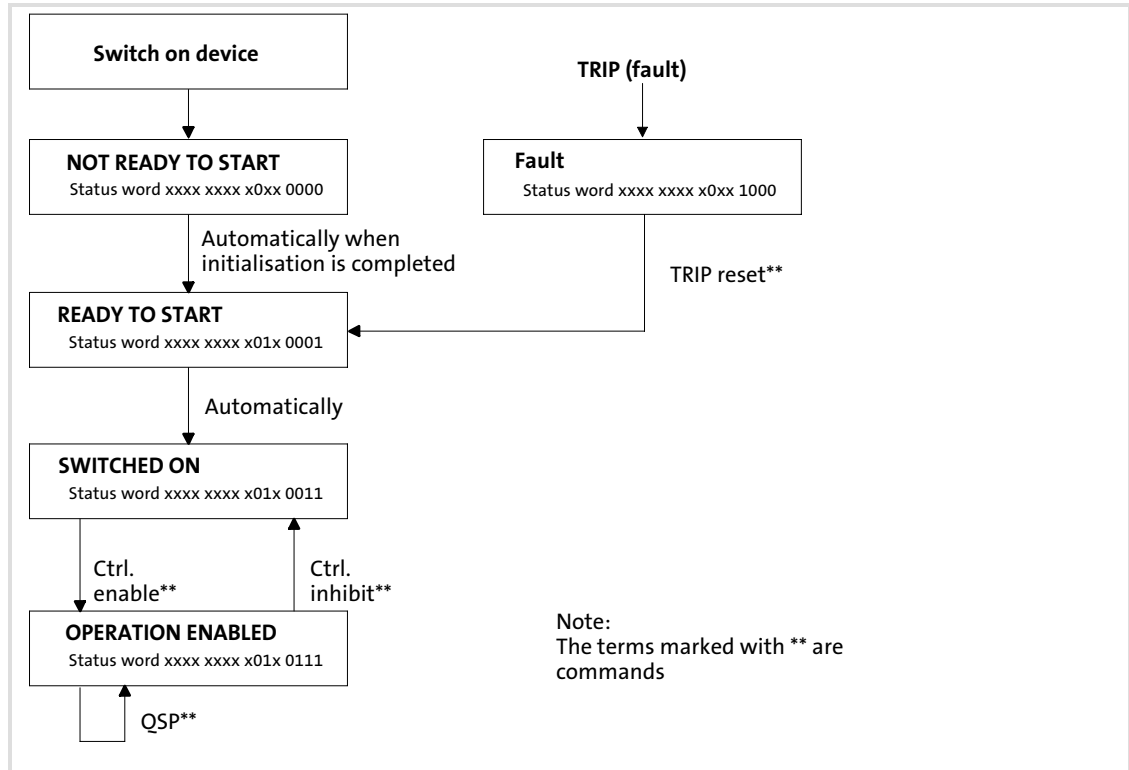 Switch on device
TRIP (fault)
NOT READY TO START
Status word xxxx xxxx x0xx 0000
Fault
Status word xxxx xxxx x0xx 1000
Automatically when
initialisation is completed
TRIP reset**
READY TO START
Status word xxxx xxxx x01x 0001
Automatically
SWITCHED ON
Status word xxxx xxxx x01x 0011
Ctrl.
enable**
Ctrl.
inhibit**
OPERATION ENABLED
Status word xxxx xxxx x01x 0111
QSP**
Note:
The terms marked with ** are
commands